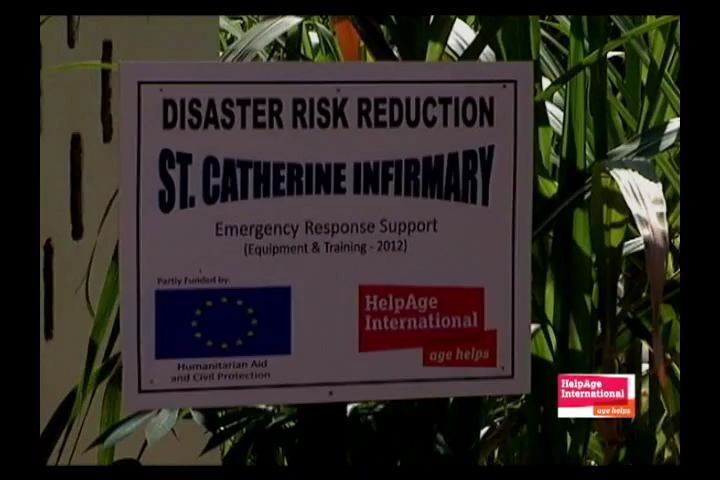 DISASTER RISK REDUCTION
ST. CATHERINE INFIRMARY
Emergency Response Support
(Equipment & Training - 2012)
Partly Funded by:
Humanitarian Aid
and Civil Protection
HelpAge
International
age helps
HelpAge
International
age helps